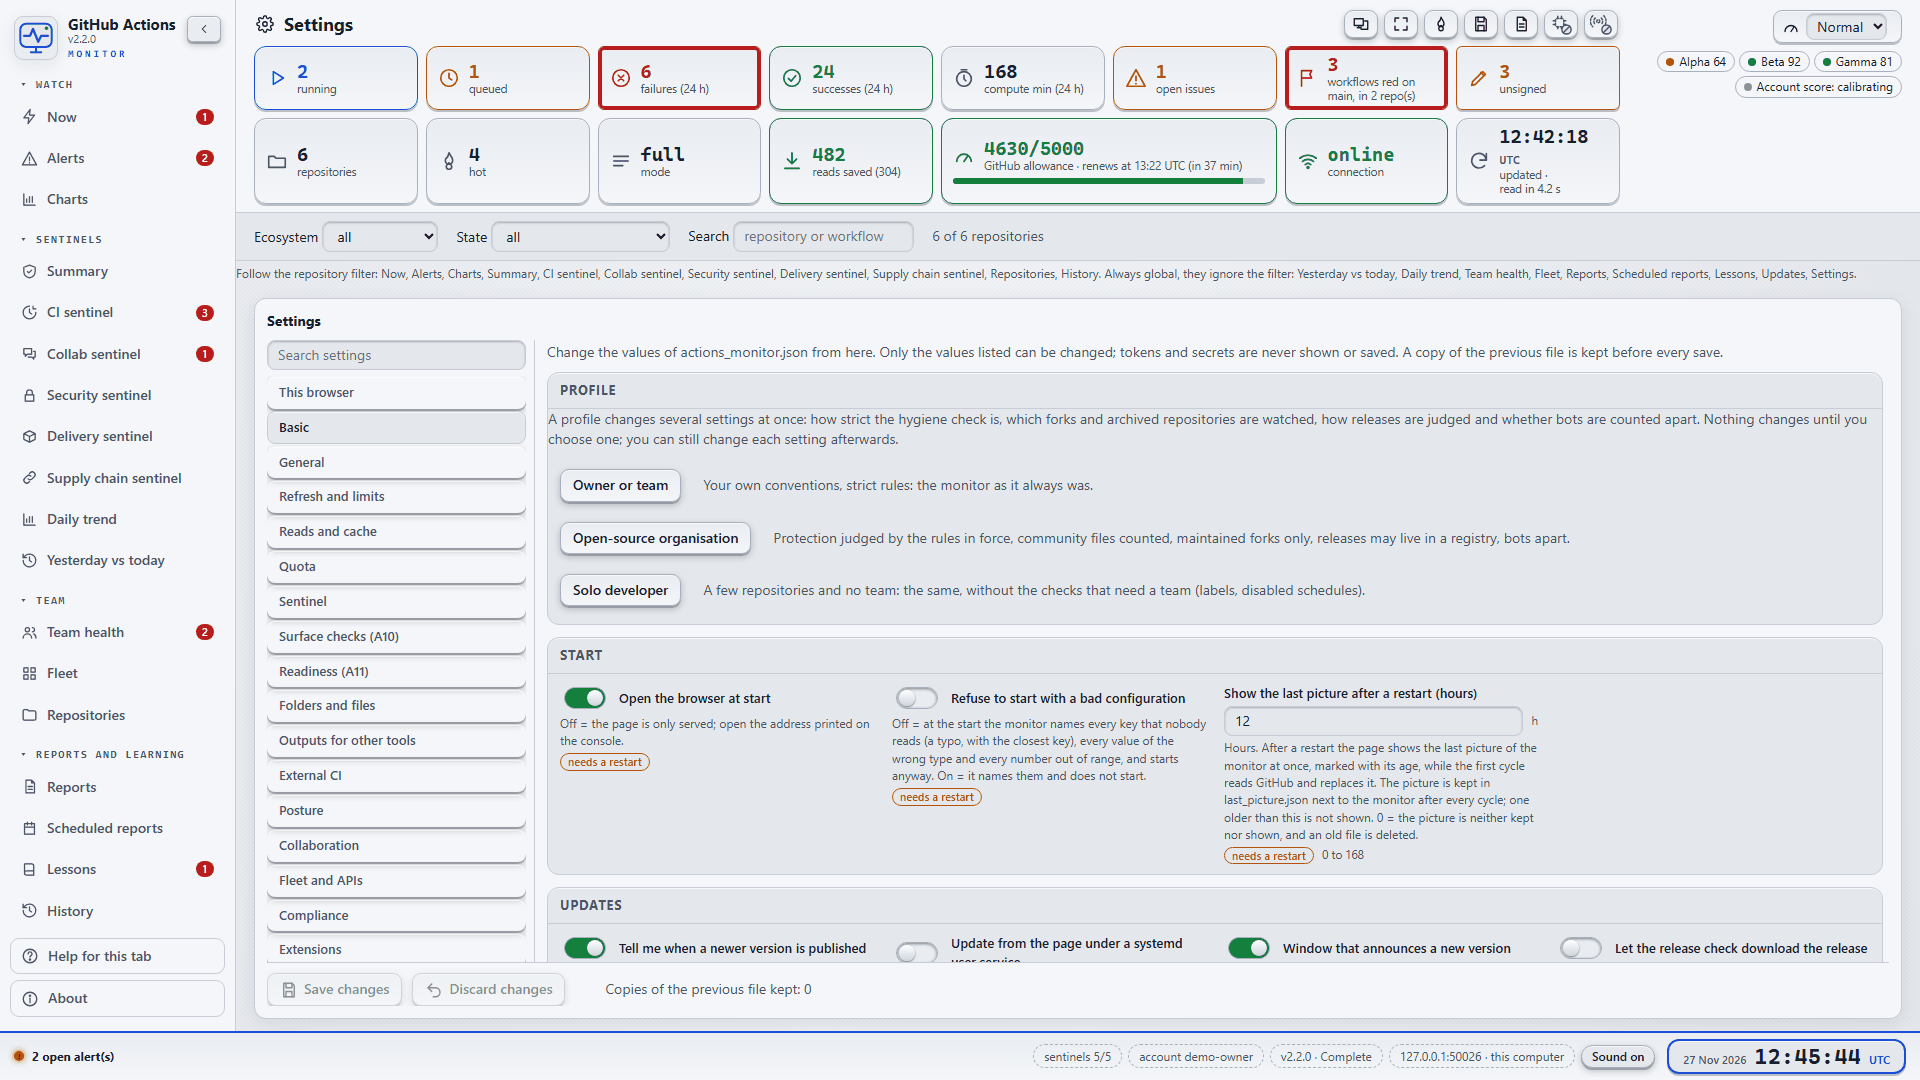 GitHub Actions
v2.2.0
MONITOR
WATCH
Now 1
Alerts 2
Charts
SENTINELS
Summary
CI sentinel 3
Collab sentinel 1
Security sentinel
Delivery sentinel
Supply chain sentinel
Daily trend
Yesterday vs today
TEAM
Team health 2
Fleet
Repositories
REPORTS AND LEARNING
Reports
Scheduled reports
Lessons 1
History
Help for this tab
About
Settings
Normal
2
running
1
queued
6
failures (24 h)
24
successes (24 h)
168
compute min (24 h)
1
open issues
3
workflows red on
main, in 2 repo(s)
3
unsigned
Alpha 64
Beta 92
Gamma 81
Account score: calibrating
6
repositories
4
hot
full
mode
482
reads saved (304)
4630/5000
GitHub allowance · renews at 13:22 UTC (in 37 min)
online
connection
12:42:18
UTC
updated ·
read in 4.2 s
Ecosystem all State all Search repository or workflow 6 of 6 repositories
Follow the repository filter: Now, Alerts, Charts, Summary, CI sentinel, Collab sentinel, Security sentinel, Delivery sentinel, Supply chain sentinel, Repositories, History. Always global, they ignore the filter: Yesterday vs today, Daily trend, Team health, Fleet, Reports, Scheduled reports, Lessons, Updates, Settings.
Settings
Search settings
This browser
Basic
General
Refresh and limits
Reads and cache
Quota
Sentinel
Surface checks (A10)
Readiness (A11)
Folders and files
Outputs for other tools
External CI
Posture
Collaboration
Fleet and APIs
Compliance
Extensions
Change the values of actions_monitor.json from here. Only the values listed can be changed; tokens and secrets are never shown or saved. A copy of the previous file is kept before every save.
PROFILE
A profile changes several settings at once: how strict the hygiene check is, which forks and archived repositories are watched, how releases are judged and whether bots are counted apart. Nothing changes until you
choose one; you can still change each setting afterwards.
Owner or team Your own conventions, strict rules: the monitor as it always was.
Open-source organisation Protection judged by the rules in force, community files counted, maintained forks only, releases may live in a registry, bots apart.
Solo developer A few repositories and no team: the same, without the checks that need a team (labels, disabled schedules).
START
Open the browser at start
Off = the page is only served; open the address printed on
the console.
needs a restart
Refuse to start with a bad configuration
Off = at the start the monitor names every key that nobody
reads (a typo, with the closest key), every value of the
wrong type and every number out of range, and starts
anyway. On = it names them and does not start.
needs a restart
Show the last picture after a restart (hours)
12 h
Hours. After a restart the page shows the last picture of the
monitor at once, marked with its age, while the first cycle
reads GitHub and replaces it. The picture is kept in
last_picture.json next to the monitor after every cycle; one
older than this is not shown. 0 = the picture is neither kept
nor shown, and an old file is deleted.
needs a restart 0 to 168
UPDATES
Tell me when a newer version is published
Update from the page under a systemd
user service
Window that announces a new version
Let the release check download the release
Save changes
Discard changes
Copies of the previous file kept: 0
2 open alert(s)
sentinels 5/5
account demo-owner
v2.2.0 · Complete
127.0.0.1:50026 · this computer
Sound on
27 Nov 2026 12:45:44 UTC